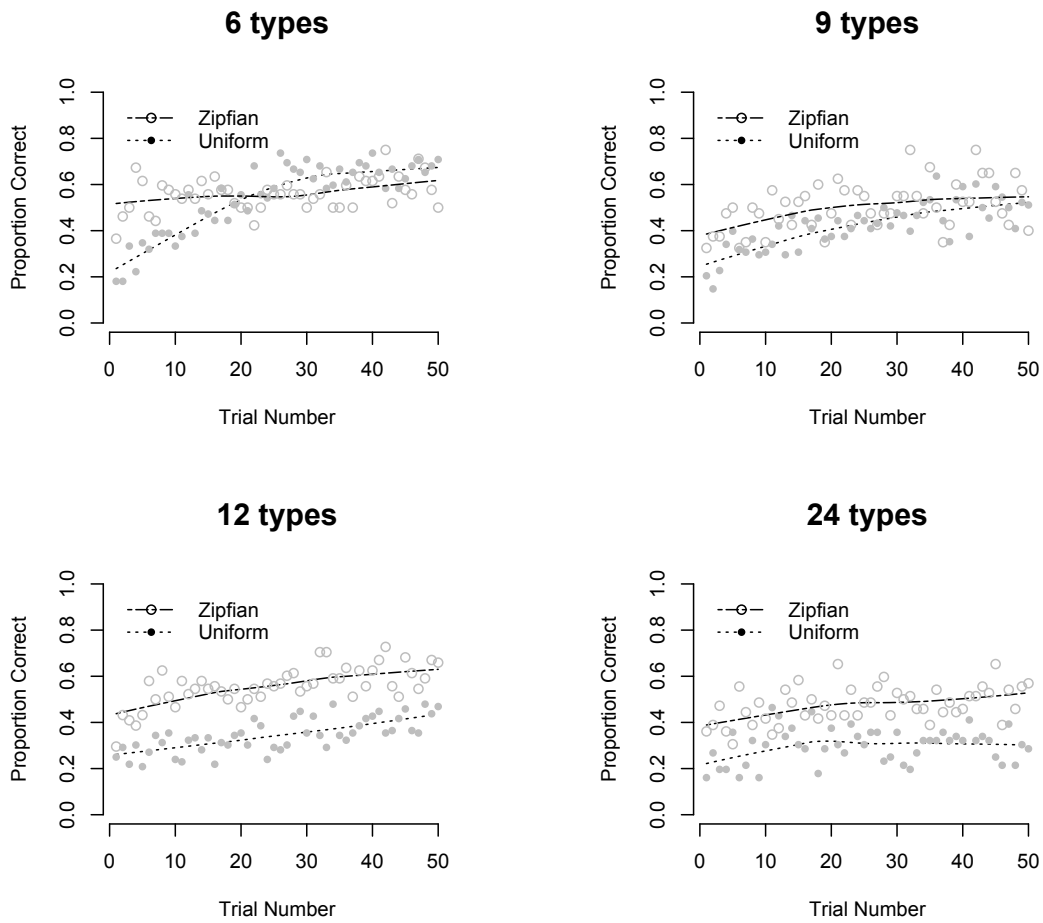 6 types
Proportion Correct
1.0
0.8
0.6
0.4
0.2
0.0
Zipfian
Uniform
0 10 20 30 40 50
Trial Number
9 types
Proportion Correct
1.0
0.8
0.6
0.4
0.2
0.0
Zipfian
Uniform
0 10 20 30 40 50
Trial Number
12 types
Proportion Correct
1.0
0.8
0.6
0.4
0.2
0.0
Zipfian
Uniform
0 10 20 30 40 50
Trial Number
24 types
Proportion Correct
1.0
0.8
0.6
0.4
0.2
0.0
Zipfian
Uniform
0 10 20 30 40 50
Trial Number